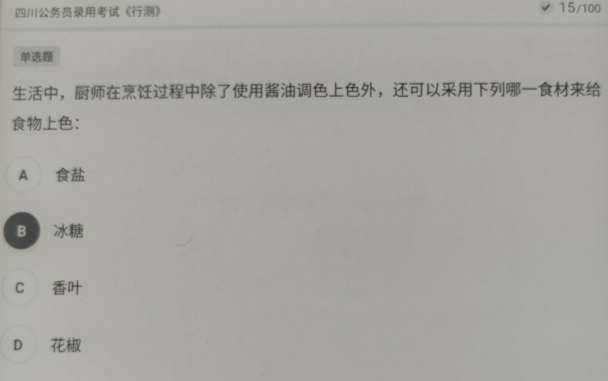 四川公务员录用考试《行测》
15/100
单选题
生活中，厨师在烹饪过程中除了使用酱油调色上色外，还可以采用下列哪一食材来给
食物上色：
A 食盐
B 冰糖
C 香叶
D 花椒